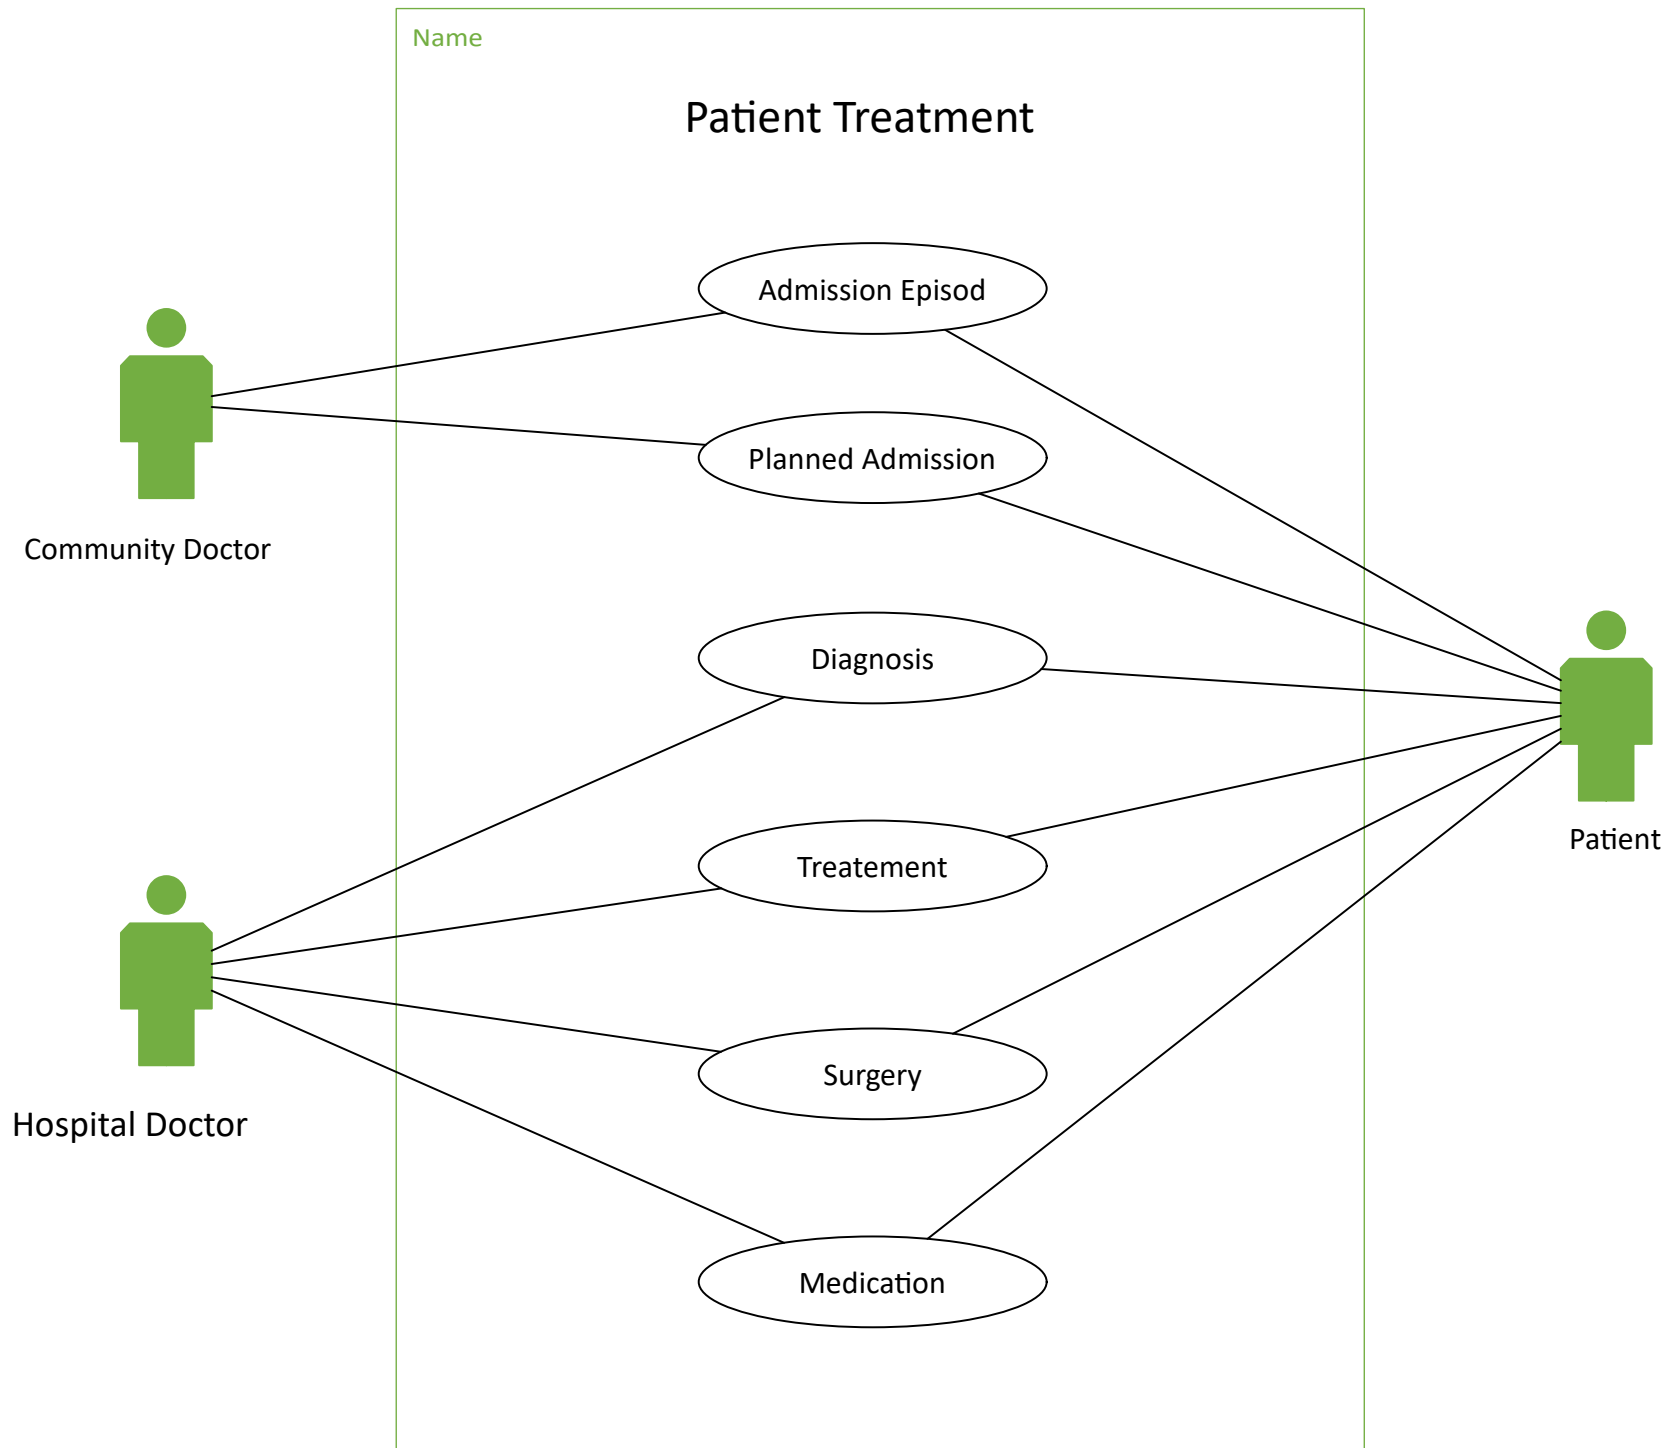 Name
Patient Treatment
Admission Episod
Planned Admission
Community Doctor
Diagnosis
Treatement
Patient
Surgery
Hospital Doctor
Medication